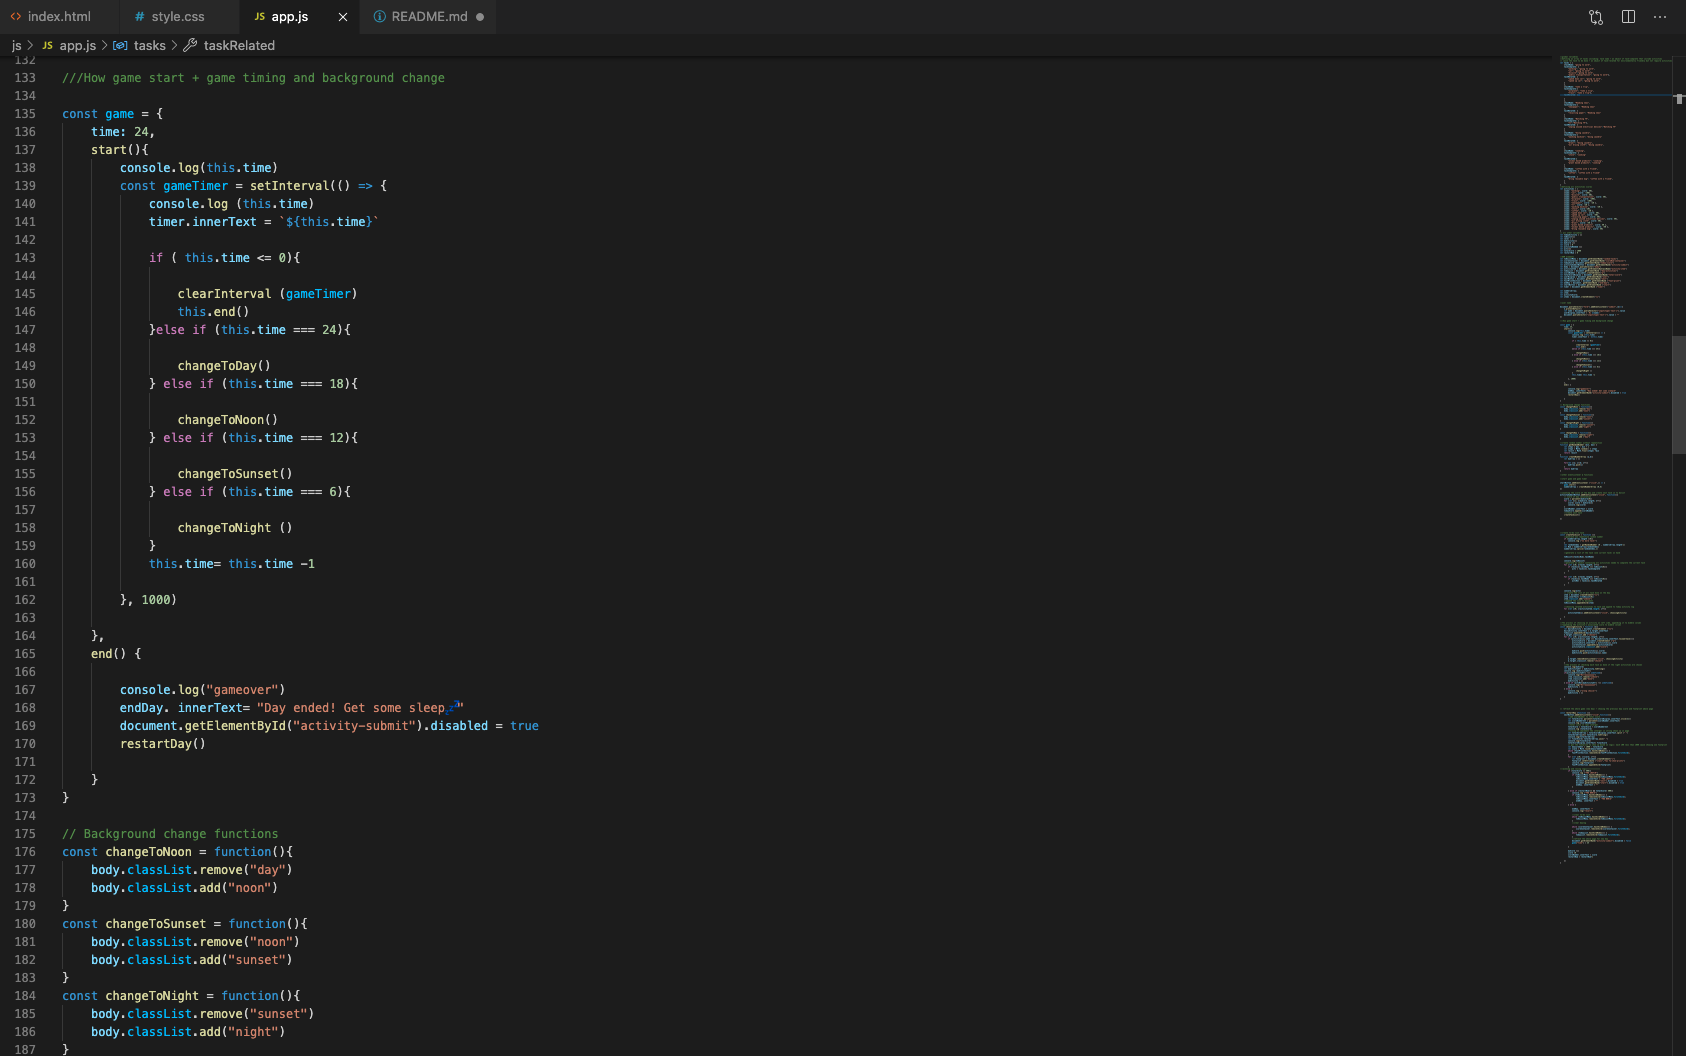 index.html # style.css JS app.js × README.md
js > JS app.js > tasks > taskRelated
132
133 ///How game start + game timing and background change
134
135 const game = {
136 time: 24,
137 start(){
138 console.log(this.time)
139 const gameTimer = setInterval(() => {
140 console.log (this.time)
141 timer.innerText = `${this.time}`
142
143 if ( this.time <= 0){
144
145 clearInterval (gameTimer)
146 this.end()
147 }else if (this.time === 24){
148
149 changeToDay()
150 } else if (this.time === 18){
151
152 changeToNoon()
153 } else if (this.time === 12){
154
155 changeToSunset()
156 } else if (this.time === 6){
157
158 changeToNight ()
159 }
160 this.time= this.time -1
161
162 }, 1000)
163
164 },
165 end() {
166
167 console.log("gameover")
168 endDay. innerText= "Day ended! Get some sleep💤"
169 document.getElementById("activity-submit").disabled = true
170 restartDay()
171
172 }
173 }
174
175 // Background change functions
176 const changeToNoon = function(){
177 body.classList.remove("day")
178 body.classList.add("noon")
179 }
180 const changeToSunset = function(){
181 body.classList.remove("noon")
182 body.classList.add("sunset")
183 }
184 const changeToNight = function(){
185 body.classList.remove("sunset")
186 body.classList.add("night")
187 }